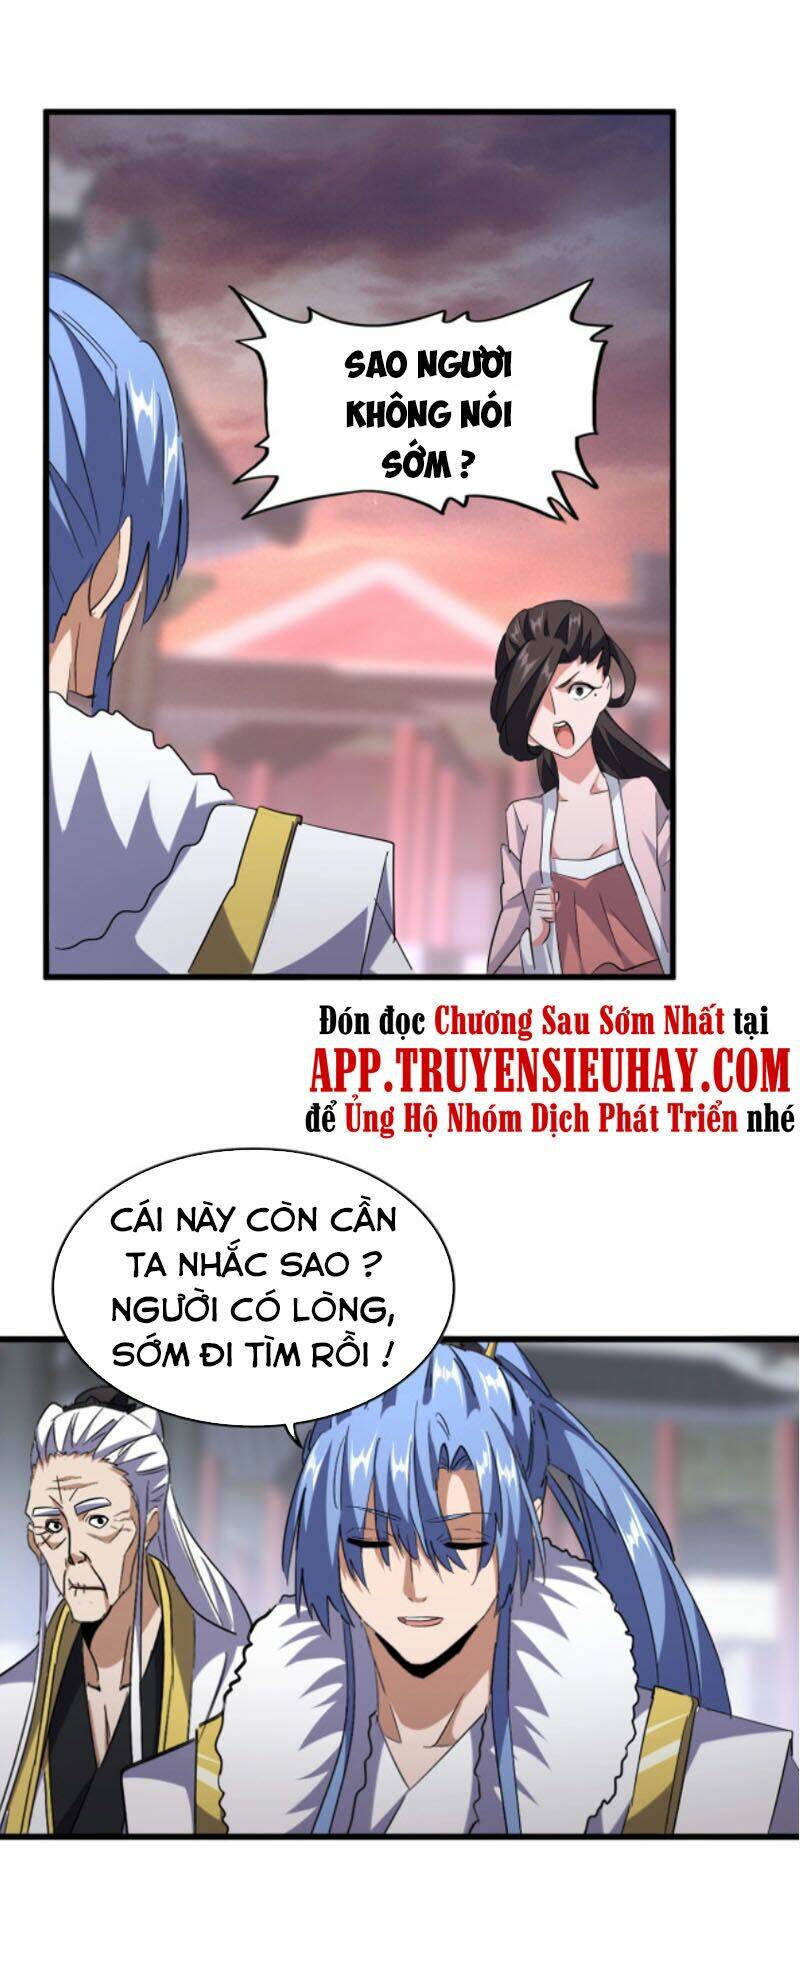 SAO NGƯƠI
KHÔNG NÓI
SỚM ?
Đón đọc Chương Sau Sớm Nhất tại
APP.TRUYENSIEUHAY.COM
để Ủng Hộ Nhóm Dịch Phát Triển nhé
CÁI NÀY CÒN CẦN
TA NHẮC SAO ?
NGƯỜI CÓ LÒNG,
SỚM ĐI TÌM RỒI !